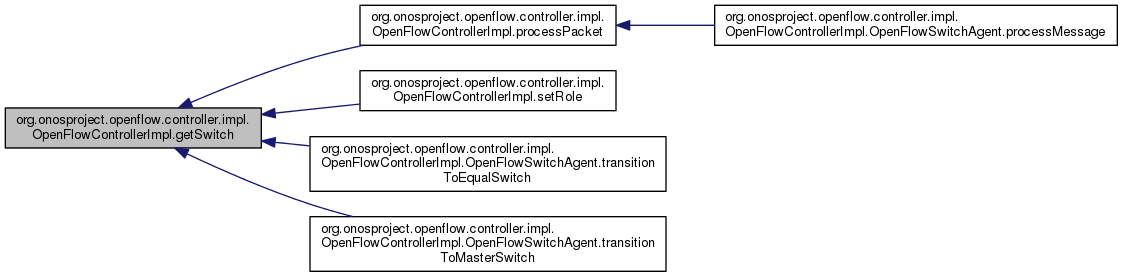 org.onosproject.openflow.controller.impl.
OpenFlowControllerImpl.processPacket
org.onosproject.openflow.controller.impl.
OpenFlowControllerImpl.OpenFlowSwitchAgent.processMessage
org.onosproject.openflow.controller.impl.
OpenFlowControllerImpl.setRole
org.onosproject.openflow.controller.impl.
OpenFlowControllerImpl.getSwitch
org.onosproject.openflow.controller.impl.
OpenFlowControllerImpl.OpenFlowSwitchAgent.transition
ToEqualSwitch
org.onosproject.openflow.controller.impl.
OpenFlowControllerImpl.OpenFlowSwitchAgent.transition
ToMasterSwitch